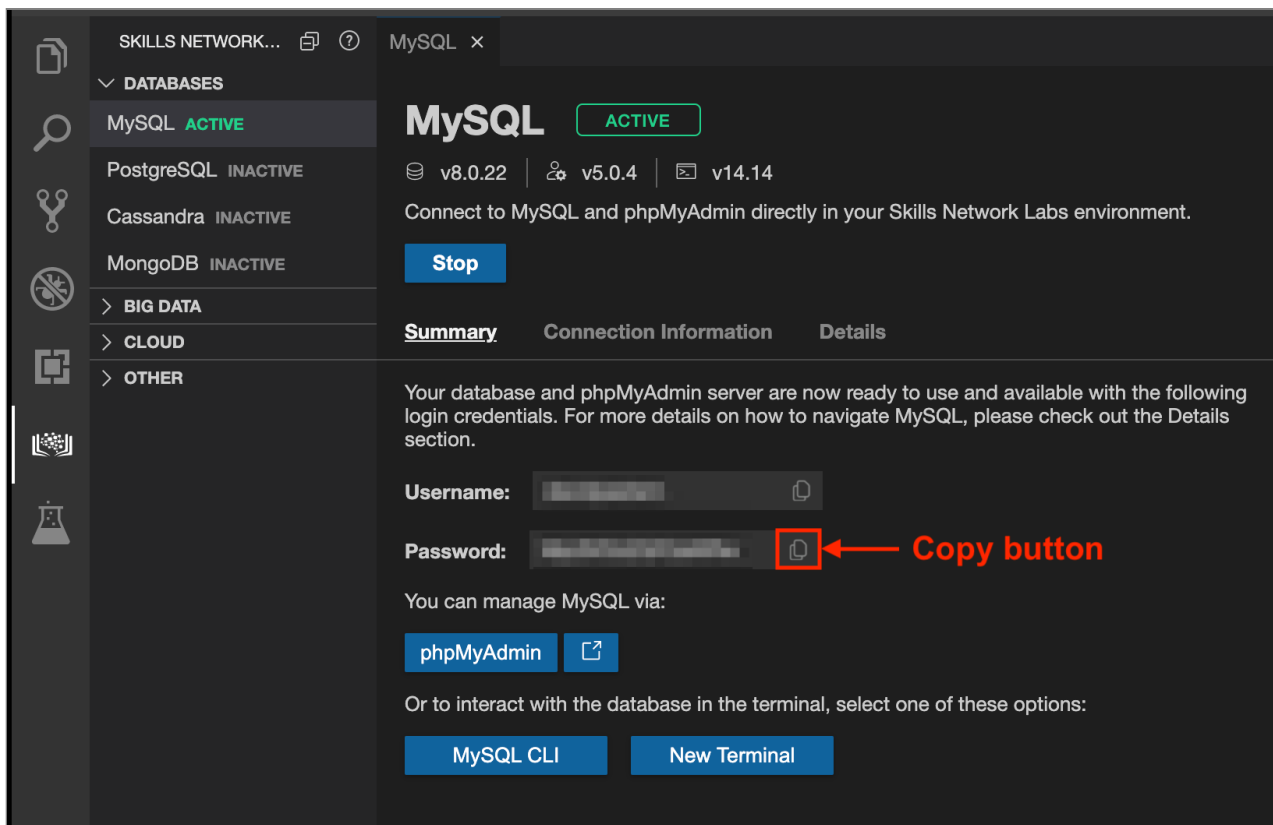 SKILLS NETWORK...
DATABASES
MySQL ACTIVE
PostgreSQL INACTIVE
Cassandra INACTIVE
MongoDB INACTIVE
BIG DATA
CLOUD
OTHER
MySQL ×
MySQL ACTIVE
v8.0.22 v5.0.4 v14.14
Connect to MySQL and phpMyAdmin directly in your Skills Network Labs environment.
Stop
Summary Connection Information Details
Your database and phpMyAdmin server are now ready to use and available with the following
login credentials. For more details on how to navigate MySQL, please check out the Details
section.
Username:
Password:
Copy button
You can manage MySQL via:
phpMyAdmin
Or to interact with the database in the terminal, select one of these options:
MySQL CLI New Terminal